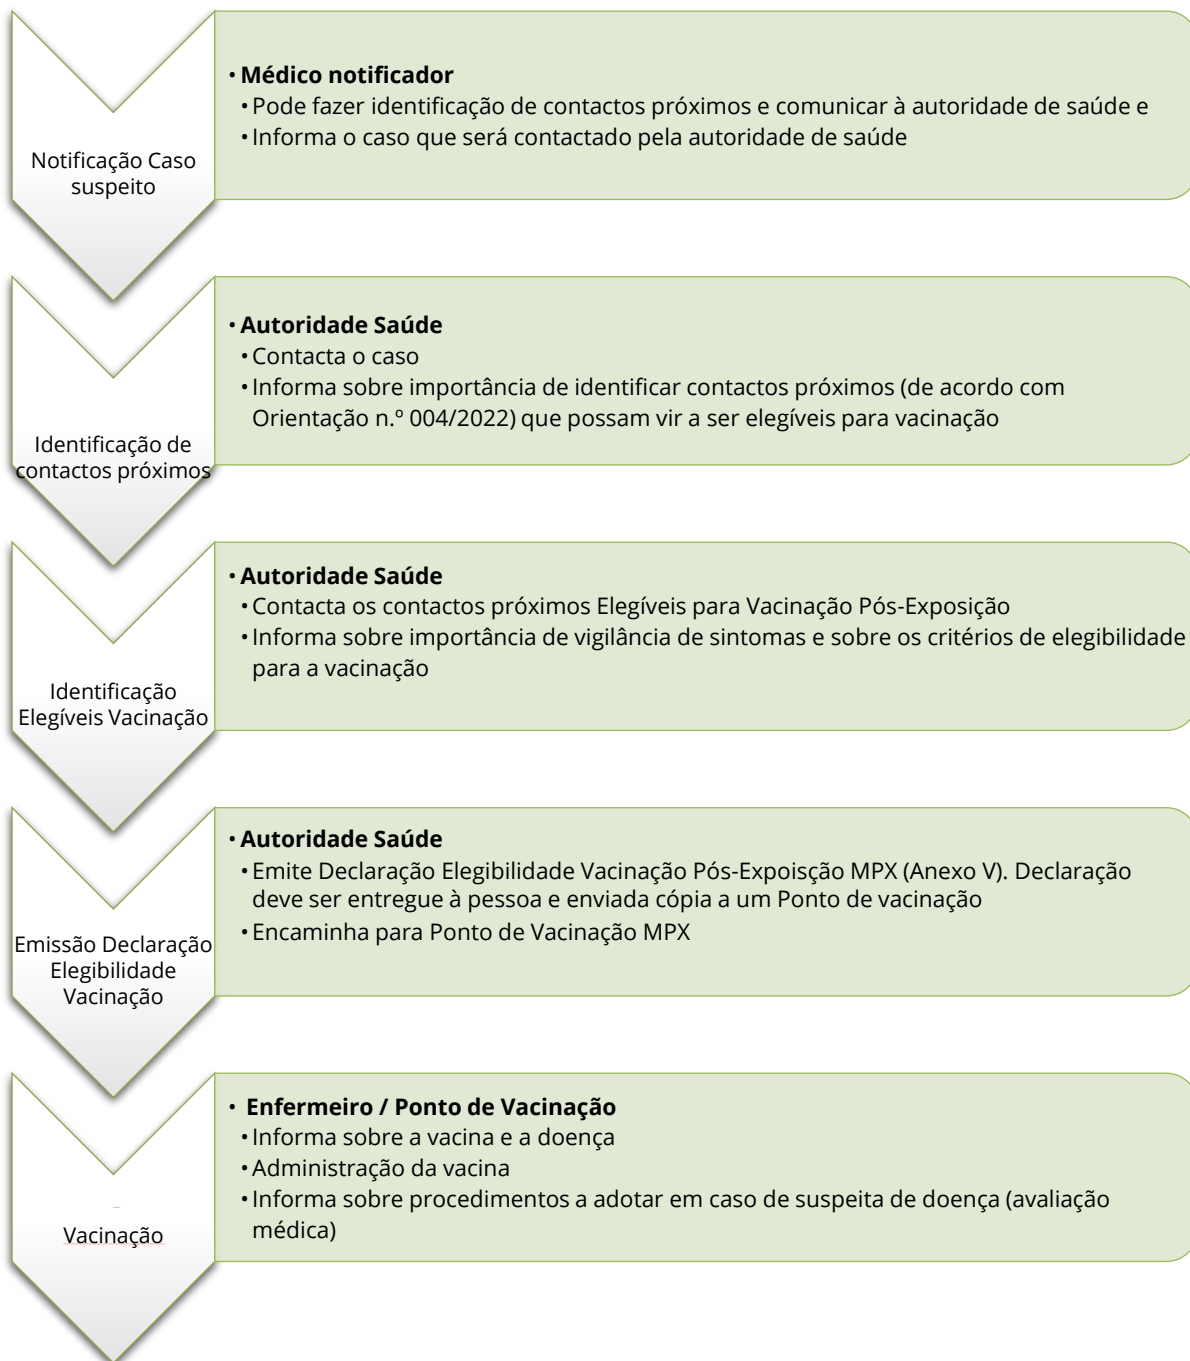 Notificação Caso
suspeito
• Médico notificador
• Pode fazer identificação de contactos próximos e comunicar à autoridade de saúde e
• Informa o caso que será contactado pela autoridade de saúde
Identificação de
contactos próximos
• Autoridade Saúde
• Contacta o caso
• Informa sobre importância de identificar contactos próximos (de acordo com
Orientação n.º 004/2022) que possam vir a ser elegíveis para vacinação
Identificação
Elegíveis Vacinação
• Autoridade Saúde
• Contacta os contactos próximos Elegíveis para Vacinação Pós-Exposição
• Informa sobre importância de vigilância de sintomas e sobre os critérios de elegibilidade
para a vacinação
Emissão Declaração
Elegibilidade
Vacinação
• Autoridade Saúde
• Emite Declaração Elegibilidade Vacinação Pós-Expoisção MPX (Anexo V). Declaração
deve ser entregue à pessoa e enviada cópia a um Ponto de vacinação
• Encaminha para Ponto de Vacinação MPX
Vacinação
• Enfermeiro / Ponto de Vacinação
• Informa sobre a vacina e a doença
• Administração da vacina
• Informa sobre procedimentos a adotar em caso de suspeita de doença (avaliação
médica)